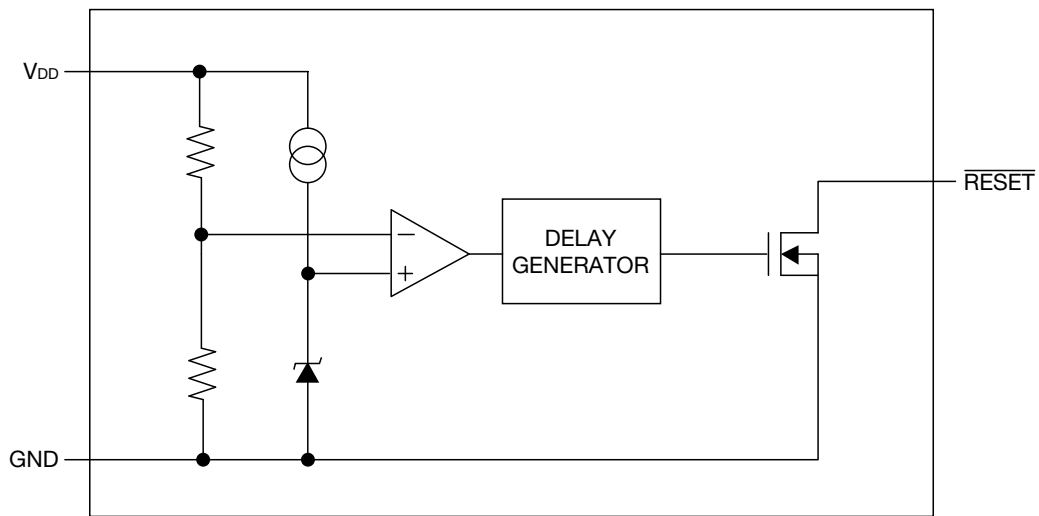 VDD
RESET
−
+
DELAY
GENERATOR
GND